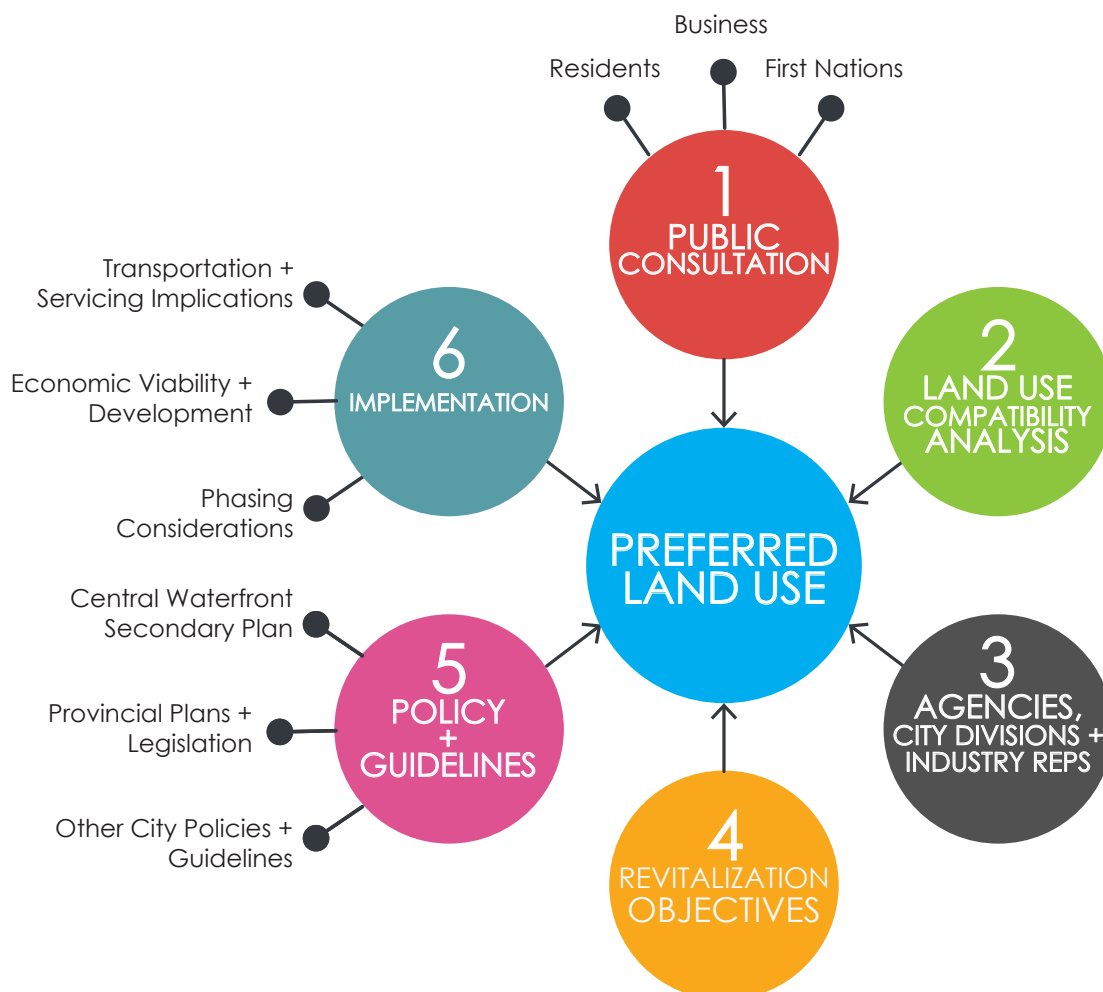 Business
Residents
First Nations
1
PUBLIC
CONSULTATION
2
LAND USE
COMPATIBILITY
ANALYSIS
3
AGENCIES,
CITY DIVISIONS +
INDUSTRY REPS
4
REVITALIZATION
OBJECTIVES
5
POLICY
+
GUIDELINES
Central Waterfront
Secondary Plan
Provincial Plans +
Legislation
Other City Policies +
Guidelines
6
IMPLEMENTATION
Transportation +
Servicing Implications
Economic Viability +
Development
Phasing
Considerations
PREFERRED
LAND USE